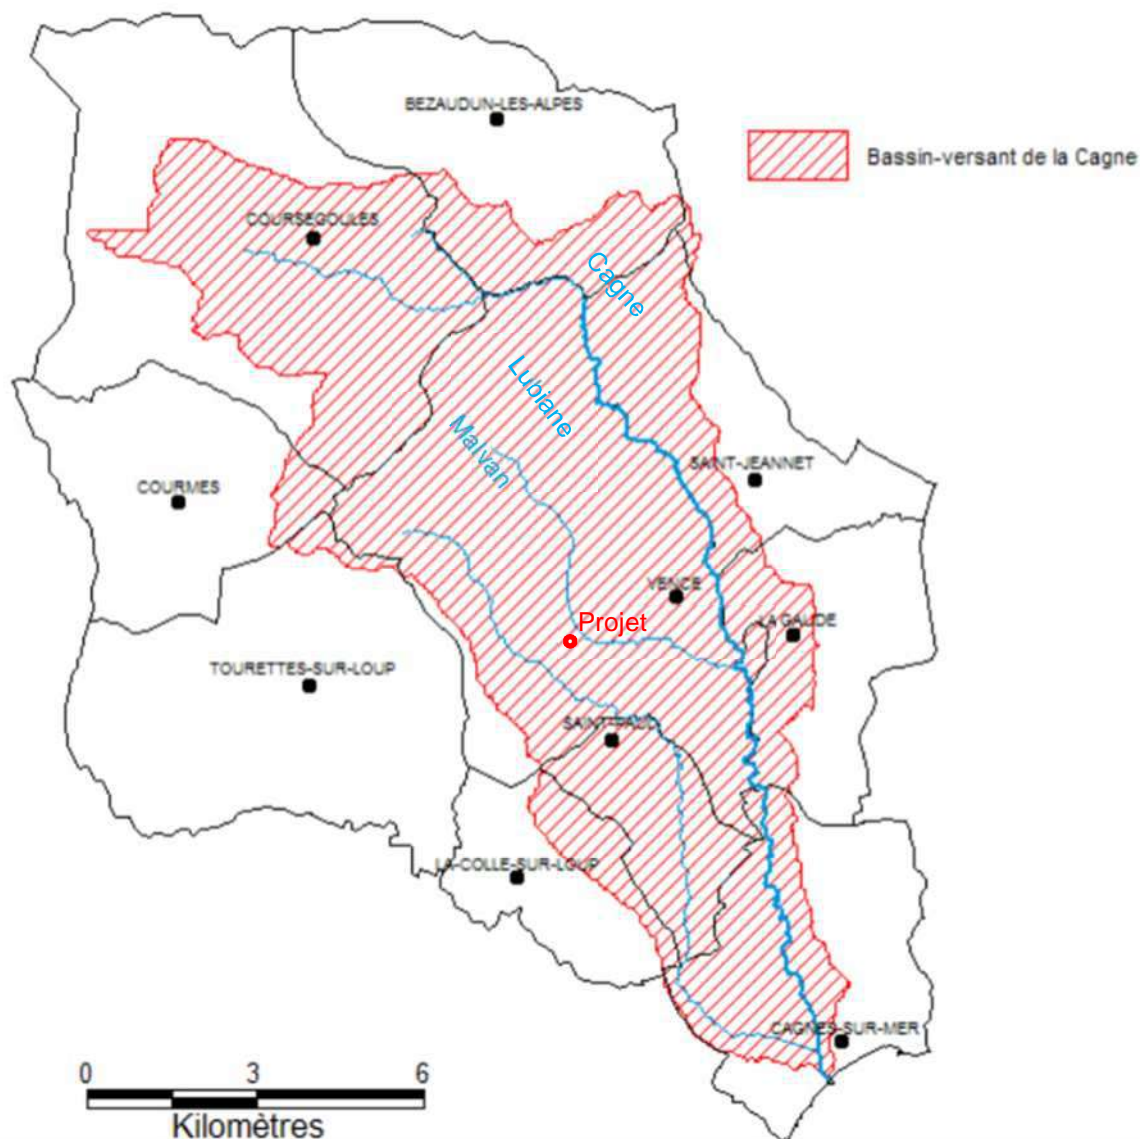 BEZAUDUN-LES-ALPES
Bassin-versant de la Cagne
COURSEGOULES
Cagne
Lubiane
Malvan
SAINT-JEANNET
COURMES
VENCE
Projet
LA GAUDE
TOURETTES-SUR-LOUP
SAINT-PAUL
LA-COLLE-SUR-LOUP
CAGNES-SUR-MER
0 3 6
Kilomètres